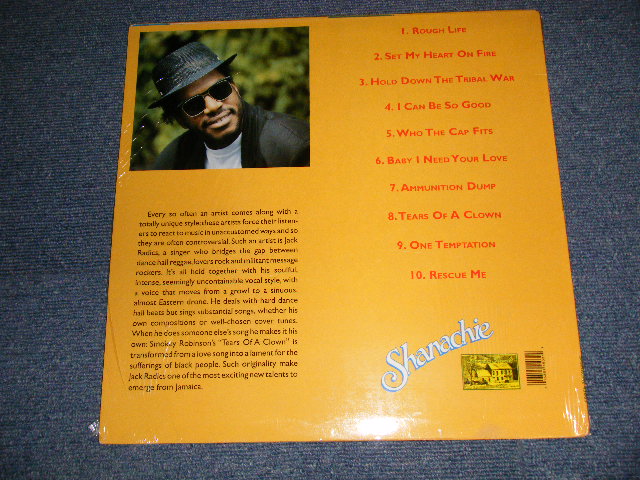 1. ROUGH LIFE
2. SET MY HEART ON FIRE
3. HOLD DOWN THE TRIBAL WAR
4. I CAN BE SO GOOD
5. WHO THE CAP FITS
6. BABY I NEED YOUR LOVE
7. AMMUNITION DUMP
8. TEARS OF A CLOWN
9. ONE TEMPTATION
10. RESCUE ME
Every so often an artist comes along with a
totally unique style; these artists force their listen-
ers to react to music in unaccustomed ways and so
they are often controversial. Such an artist is Jack
Radics, a singer who bridges the gap between
dance hall reggae, lovers rock and militant message
rockers. It's all held together with his soulful,
intense, seemingly uncontainable vocal style, with
a voice that moves from a growl to a sinuous,
almost Eastern drone. He deals with hard dance
hall beats but sings substantial songs, whether his
own compositions or well-chosen cover tunes.
When he does someone else's song he makes it his
own: Smokey Robinson's "Tears Of A Clown" is
transformed from a love song into a lament for the
sufferings of black people. Such originality make
Jack Radics one of the most exciting new talents to
emerge from Jamaica.
Shanachie